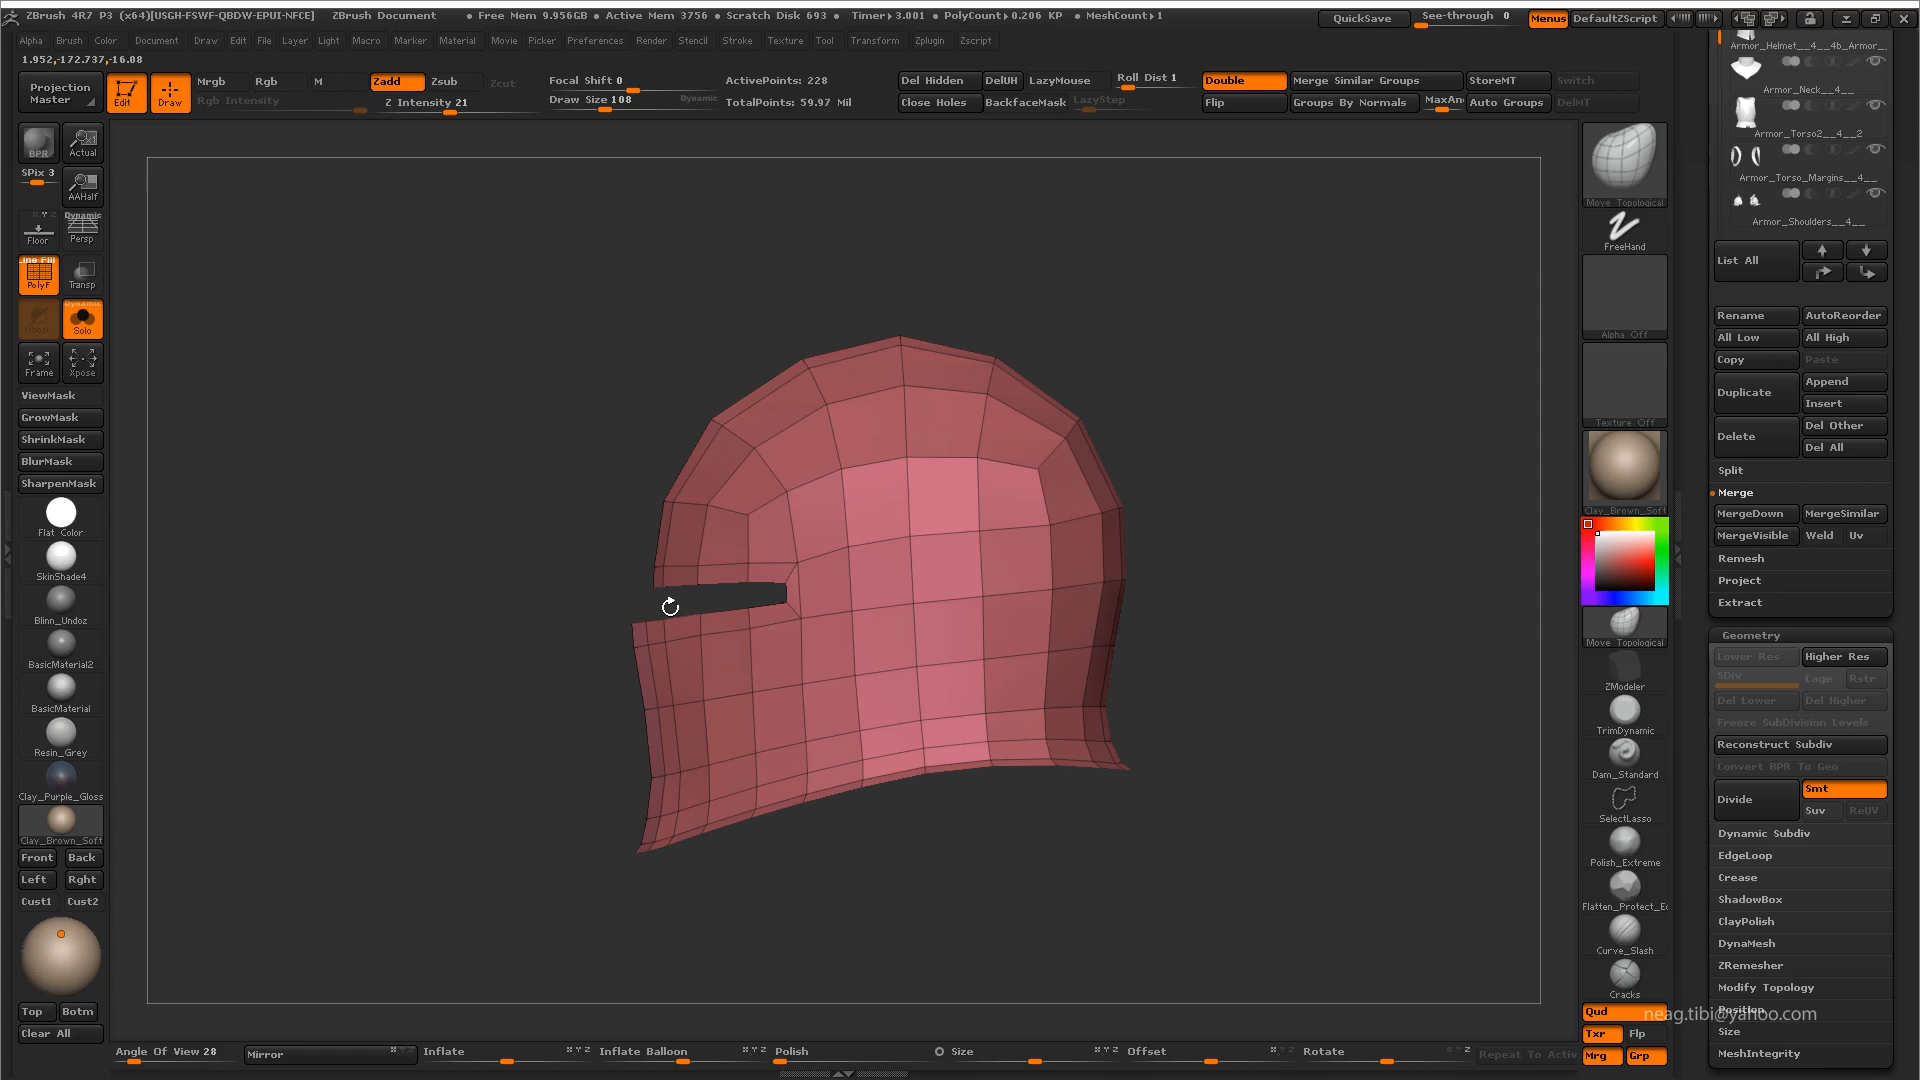 ZBrush 4R7 P3 (x64)[USGH-FSWF-QBDW-EPUI-NFCE] ZBrush Document • Free Mem 9.956GB • Active Mem 3756 • Scratch Disk 693 • Timer▸3.001 • PolyCount▸0.206 KP • MeshCount▸1 QuickSave See-through 0 Menus DefaultZScript
Alpha Brush Color Document Draw Edit File Layer Light Macro Marker Material Movie Picker Preferences Render Stencil Stroke Texture Tool Transform Zplugin Zscript
1.952,-172.737,-16.08
Projection Master
Edit
Draw
Mrgb Rgb M Zadd Zsub Zcut
Rgb Intensity Z Intensity 21
Focal Shift 0
Draw Size 108 Dynamic
ActivePoints: 228
TotalPoints: 59.97 Mil
Del Hidden DelUH LazyMouse Roll Dist 1
Close Holes BackfaceMask LazyStep
Double Merge Similar Groups StoreMT Switch
Flip Groups By Normals MaxAn Auto Groups DelMT
BPR
Actual
SPix 3
AAHalf
Floor
Dynamic
Persp
Line Fill
PolyF
Transp
Ghost
Dynamic
Solo
Frame
Xpose
ViewMask
GrowMask
ShrinkMask
BlurMask
SharpenMask
Flat Color
SkinShade4
Blinn_Undoz
BasicMaterial2
BasicMaterial
Resin_Grey
Clay_Purple_Gloss
Clay_Brown_Soft
Front Back
Left Rght
Cust1 Cust2
Top Botm
Clear All
Angle Of View 28 Mirror Inflate Inflate Balloon Polish Size Offset Rotate Repeat To Activ
Move Topological
FreeHand
Alpha Off
Texture Off
Clay_Brown_Soft
Move Topological
ZModeler
TrimDynamic
Dam_Standard
SelectLasso
Polish_Extreme
Flatten_Protect_Ed
Curve_Slash
Cracks
Qud
Txr Flp
Mrg Grp
Armor_Helmet__4__4b_Armor_
Armor_Neck__4__
Armor_Torso2__4__2
Armor_Torso_Margins__4__
Armor_Shoulders__4__
List All
Rename AutoReorder
All Low All High
Copy Paste
Duplicate Append
Insert
Delete Del Other
Del All
Split
Merge
MergeDown MergeSimilar
MergeVisible Weld Uv
Remesh
Project
Extract
Geometry
Lower Res Higher Res
SDiv Cage Rstr
Del Lower Del Higher
Freeze SubDivision Levels
Reconstruct Subdiv
Convert BPR To Geo
Divide Smt
Suv ReUV
Dynamic Subdiv
EdgeLoop
Crease
ShadowBox
ClayPolish
DynaMesh
ZRemesher
Modify Topology
Position
neag.tibi@yahoo.com
Size
MeshIntegrity